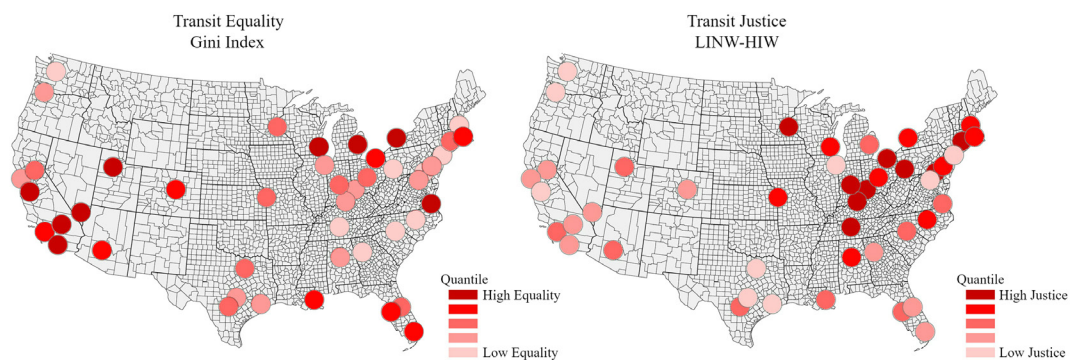 Transit Equality
Gini Index
Quantile
High Equality
Low Equality
Transit Justice
LINW-HIW
Quantile
High Justice
Low Justice